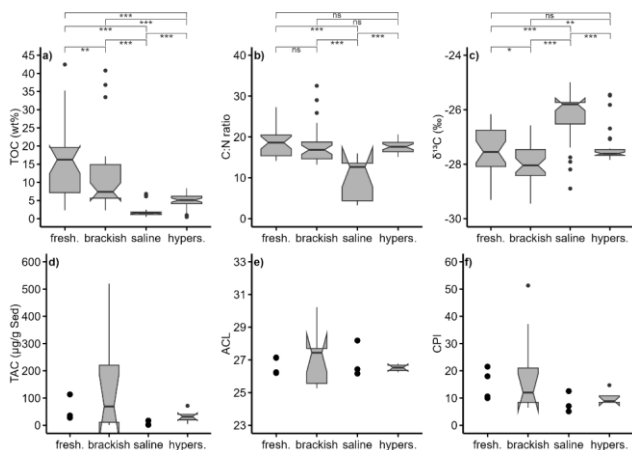 ***
***
***
***
***
**
a)
TOC (wt%)
45
40
35
30
25
20
15
10
5
0
fresh. brackish saline hypers.
ns
ns
***
***
***
ns
b)
C:N ratio
40
30
20
10
0
fresh. brackish saline hypers.
ns
**
***
***
***
*
c)
δ¹³C (‰)
-24
-26
-28
-30
fresh. brackish saline hypers.
d)
TAC (µg/g Sed)
600
500
400
300
200
100
0
fresh. brackish saline hypers.
e)
ACL
33
31
29
27
25
23
fresh. brackish saline hypers.
f)
CPI
60
50
40
30
20
10
0
fresh. brackish saline hypers.